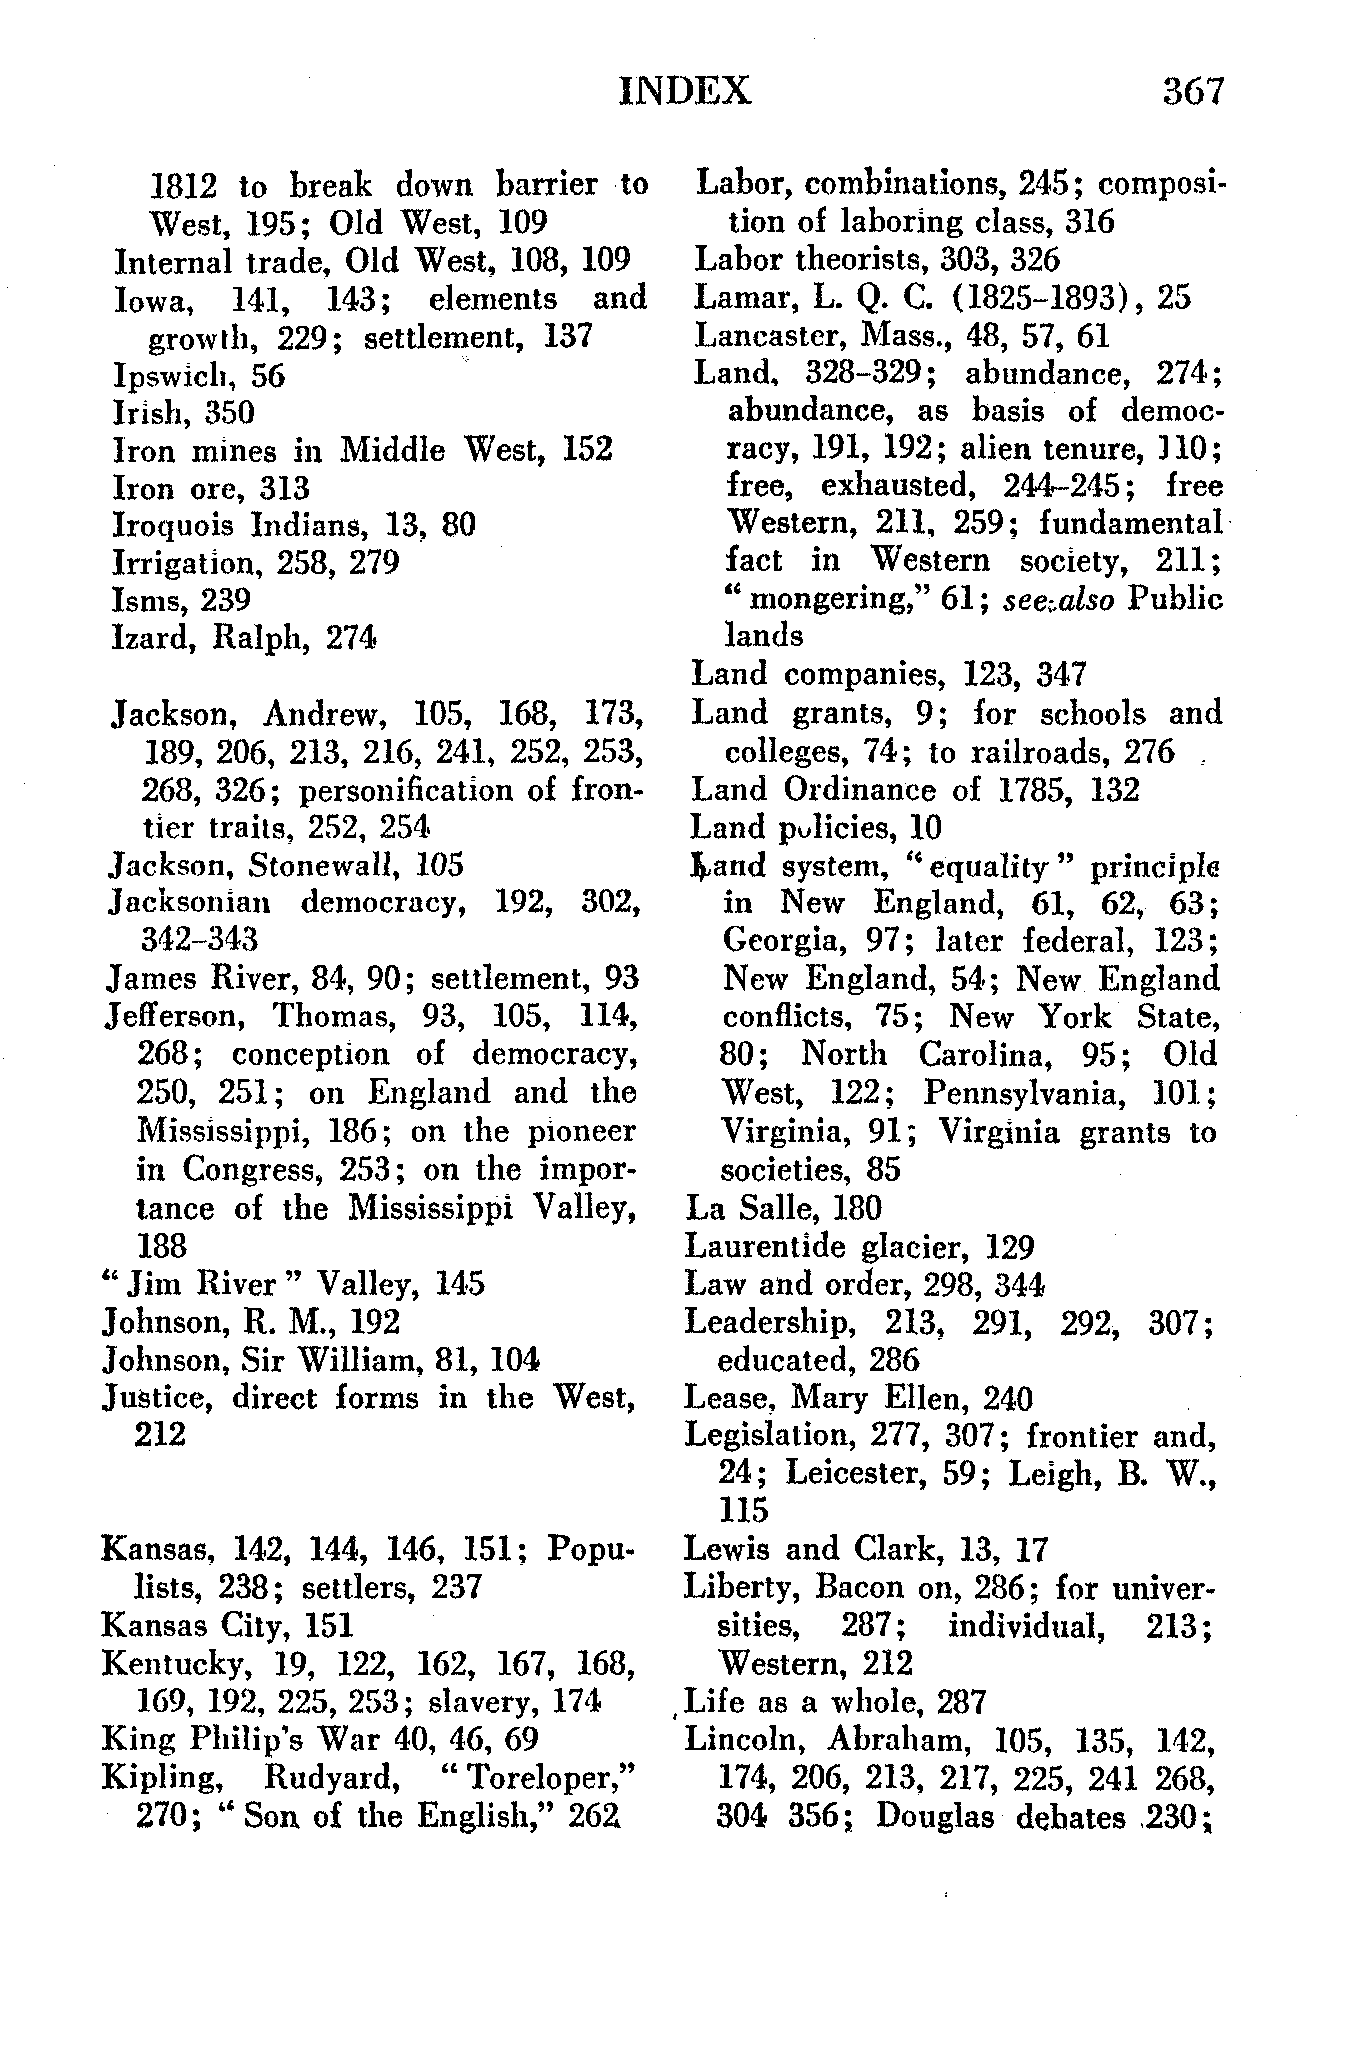 INDEX 367
1812 to break down barrier to
West, 195; Old West, 109
Internal trade, Old West, 108, 109
Iowa, 141, 143; elements and
growth, 229; settlement, 137
Ipswich, 56
Irish, 350
Iron mines in Middle West, 152
Iron ore, 313
Iroquois Indians, 13, 80
Irrigation, 258, 279
Isms, 239
Izard, Ralph, 274
Jackson, Andrew, 105, 168, 173,
189, 206, 213, 216, 241, 252, 253,
268, 326; personification of fron-
tier traits, 252, 254
Jackson, Stonewall, 105
Jacksonian democracy, 192, 302,
342-343
James River, 84, 90; settlement, 93
Jefferson, Thomas, 93, 105, 114,
268; conception of democracy,
250, 251; on England and the
Mississippi, 186; on the pioneer
in Congress, 253; on the impor-
tance of the Mississippi Valley,
188
"Jim River" Valley, 145
Johnson, R. M., 192
Johnson, Sir William, 81, 104
Justice, direct forms in the West,
212
Kansas, 142, 144, 146, 151; Popu-
lists, 238; settlers, 237
Kansas City, 151
Kentucky, 19, 122, 162, 167, 168,
169, 192, 225, 253; slavery, 174
King Philip's War 40, 46, 69
Kipling, Rudyard, "Toreloper,"
270; "Son of the English," 262
Labor, combinations, 245; composi-
tion of laboring class, 316
Labor theorists, 303, 326
Lamar, L. Q. C. (1825-1893), 25
Lancaster, Mass., 48, 57, 61
Land, 328-329; abundance, 274;
abundance, as basis of democ-
racy, 191, 192; alien tenure, 110;
free, exhausted, 244-245; free
Western, 211, 259; fundamental
fact in Western society, 211;
"mongering," 61; see also Public
lands
Land companies, 123, 347
Land grants, 9; for schools and
colleges, 74; to railroads, 276
Land Ordinance of 1785, 132
Land policies, 10
Land system, "equality" principle
in New England, 61, 62, 63;
Georgia, 97; later federal, 123;
New England, 54; New England
conflicts, 75; New York State,
80; North Carolina, 95; Old
West, 122; Pennsylvania, 101;
Virginia, 91; Virginia grants to
societies, 85
La Salle, 180
Laurentide glacier, 129
Law and order, 298, 344
Leadership, 213, 291, 292, 307;
educated, 286
Lease, Mary Ellen, 240
Legislation, 277, 307; frontier and,
24; Leicester, 59; Leigh, B. W.,
115
Lewis and Clark, 13, 17
Liberty, Bacon on, 286; for univer-
sities, 287; individual, 213;
Western, 212
Life as a whole, 287
Lincoln, Abraham, 105, 135, 142,
174, 206, 213, 217, 225, 241 268,
304 356; Douglas debates 230;